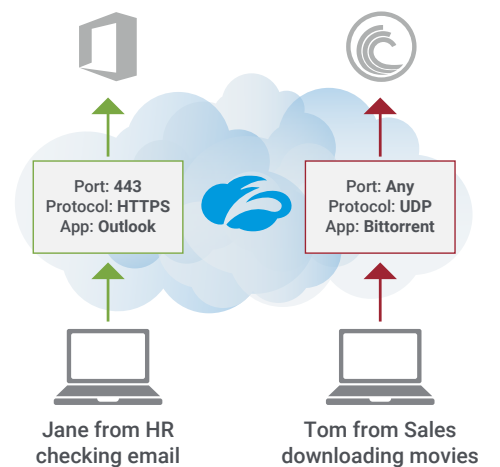 Port: 443
Protocol: HTTPS
App: Outlook
Port: Any
Protocol: UDP
App: Bittorrent
Jane from HR
checking email
Tom from Sales
downloading movies